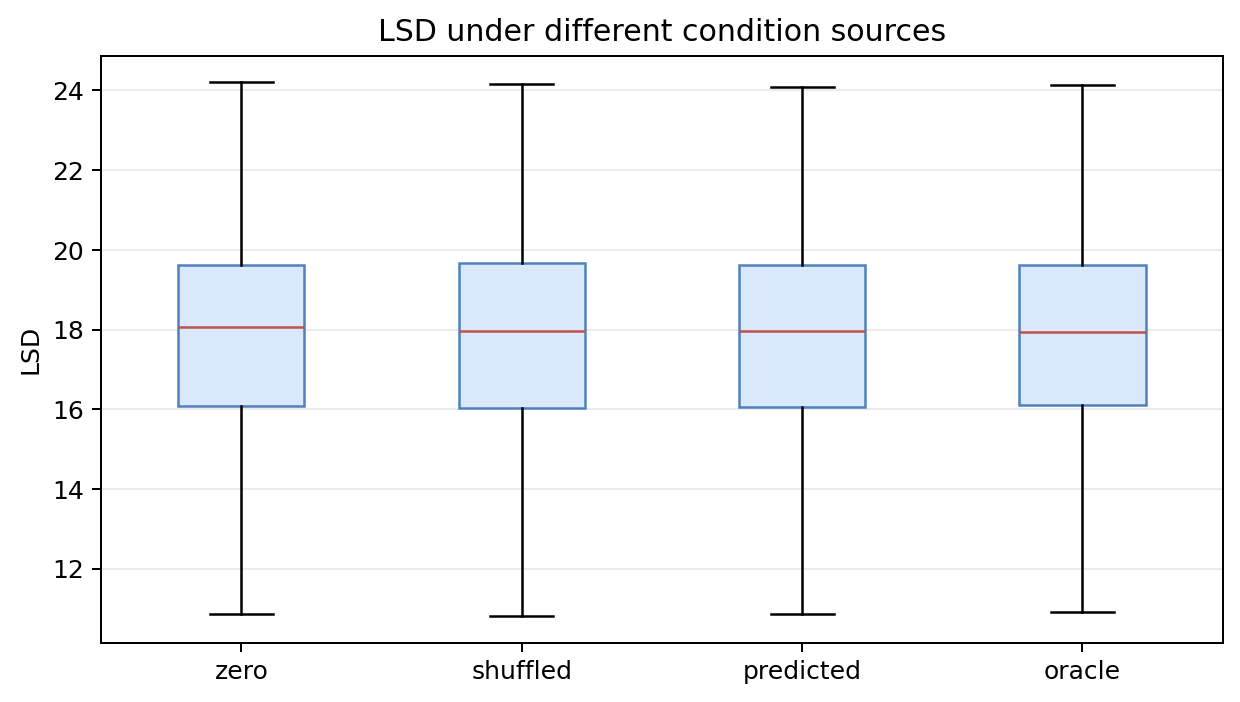 LSD under different condition sources
LSD
24
22
20
18
16
14
12
zero shuffled predicted oracle